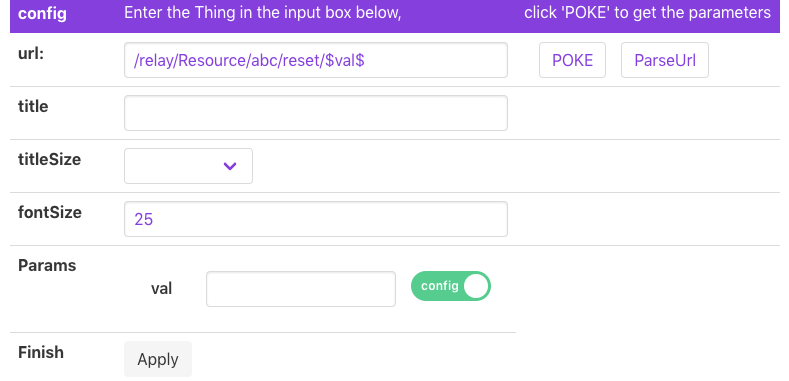 config Enter the Thing in the input box below, click 'POKE' to get the parameters
url: /relay/Resource/abc/reset/$val$ POKE ParseUrl
title
titleSize
fontSize 25
Params
val config
Finish Apply